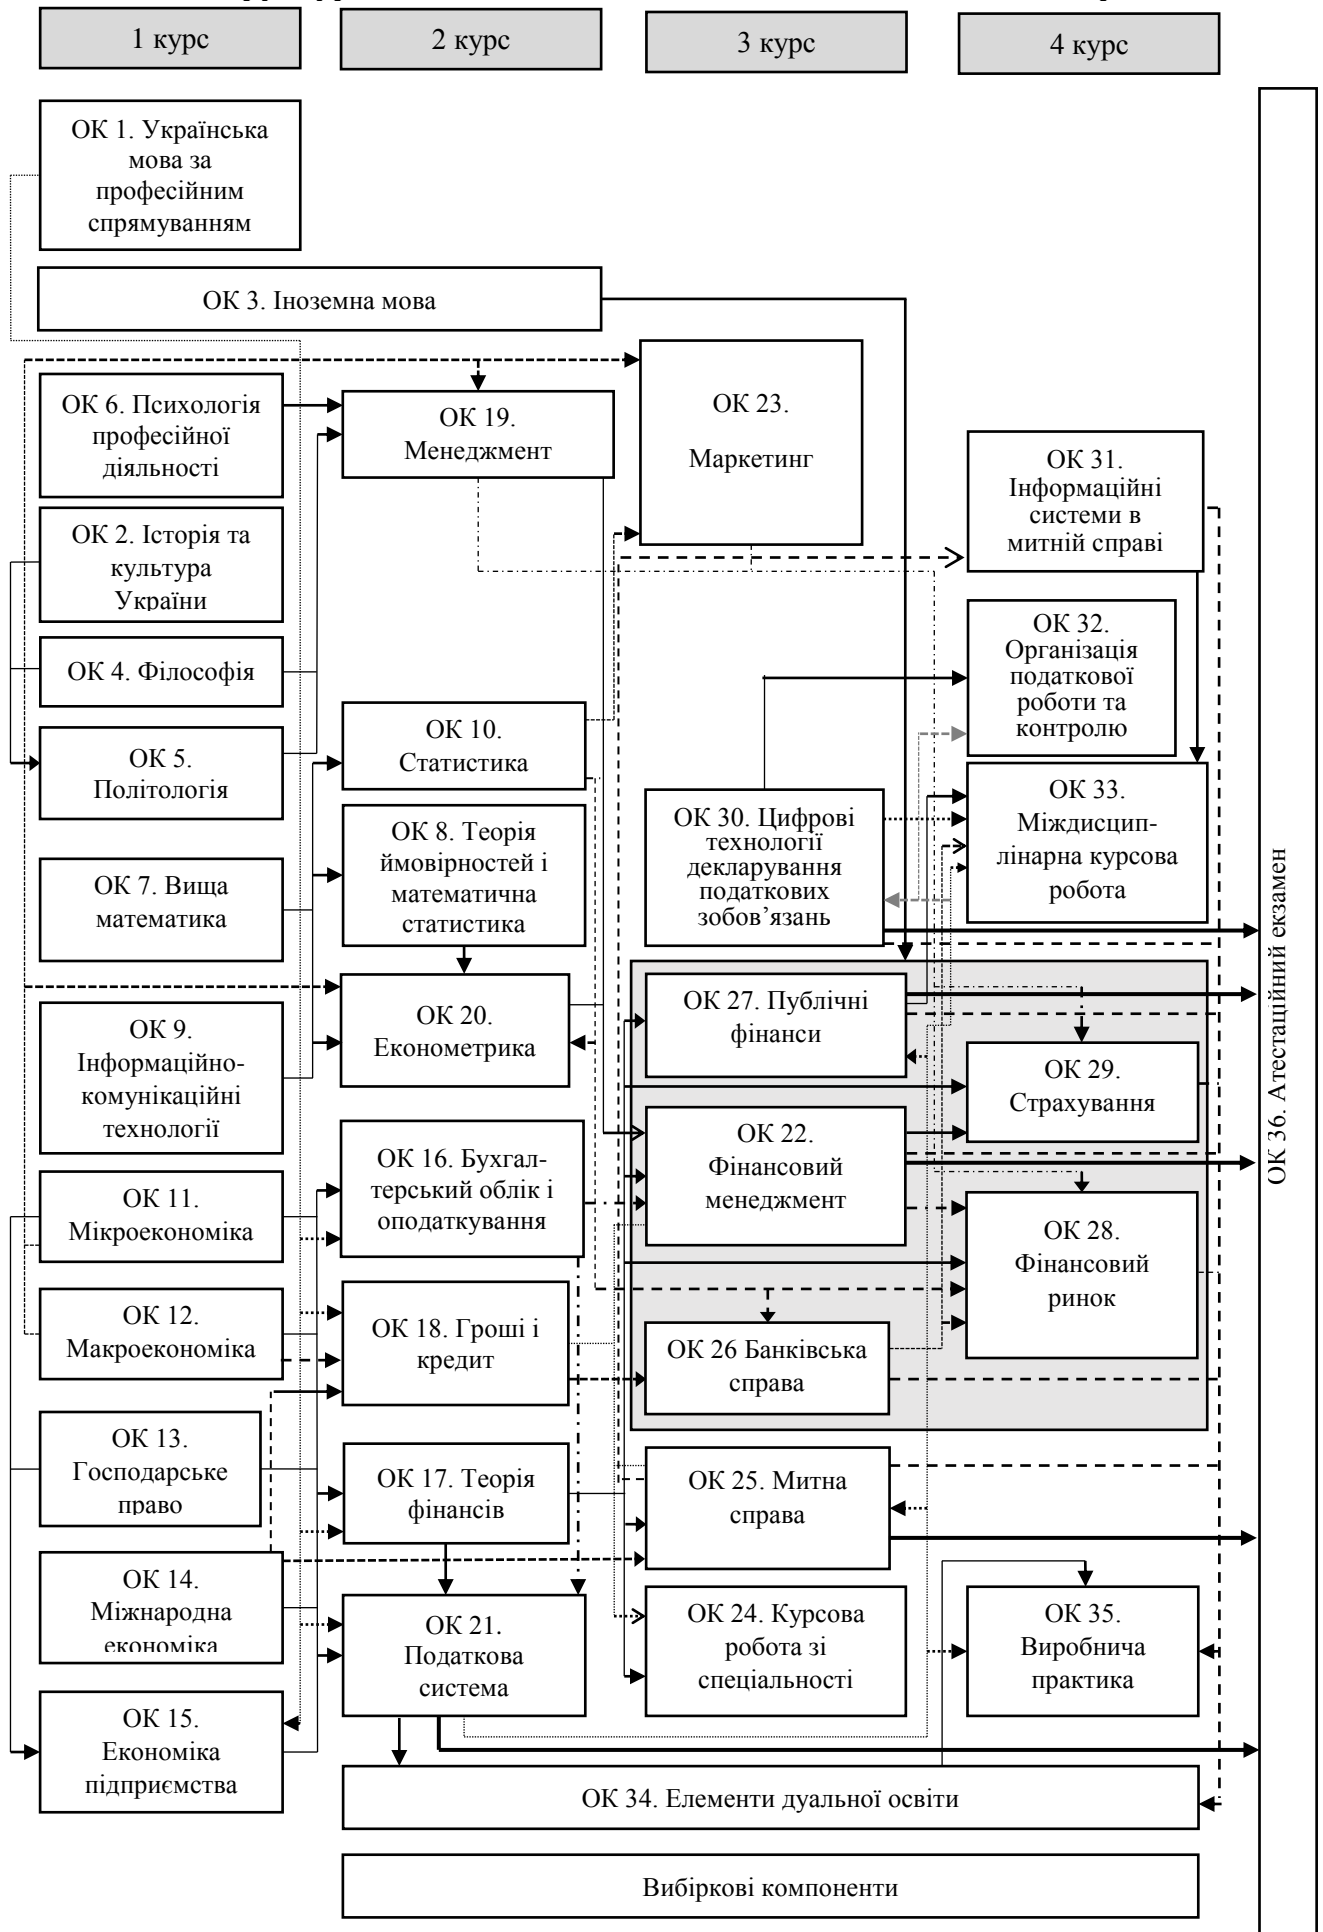 1 курс
2 курс
3 курс
4 курс
ОК 1. Українська
мова за
професійним
спрямуванням
ОК 3. Іноземна мова
ОК 6. Психологія
професійної
діяльності
ОК 19.
Менеджмент
ОК 23.
Маркетинг
ОК 31.
Інформаційні
системи в
митній справі
ОК 2. Історія та
культура
України
ОК 4. Філософія
ОК 5.
Політологія
ОК 10.
Статистика
ОК 32.
Організація
податкової
роботи та
контролю
ОК 7. Вища
математика
ОК 8. Теорія
ймовірностей і
математична
статистика
ОК 30. Цифрові
технології
декларування
податкових
зобов’язань
ОК 33.
Міждисцип-
лінарна курсова
робота
ОК 9.
Інформаційно-
комунікаційні
технології
ОК 20.
Економетрика
ОК 27. Публічні
фінанси
ОК 29.
Страхування
ОК 11.
Мікроекономіка
ОК 16. Бухгал-
терський облік і
оподаткування
ОК 22.
Фінансовий
менеджмент
ОК 28.
Фінансовий
ринок
ОК 12.
Макроекономіка
ОК 18. Гроші і
кредит
ОК 26 Банківська
справа
ОК 13.
Господарське
право
ОК 17. Теорія
фінансів
ОК 25. Митна
справа
ОК 14.
Міжнародна
економіка
ОК 21.
Податкова
система
ОК 24. Курсова
робота зі
спеціальності
ОК 35.
Виробнича
практика
ОК 15.
Економіка
підприємства
ОК 34. Елементи дуальної освіти
Вибіркові компоненти
ОК 36. Атестаційний екзамен